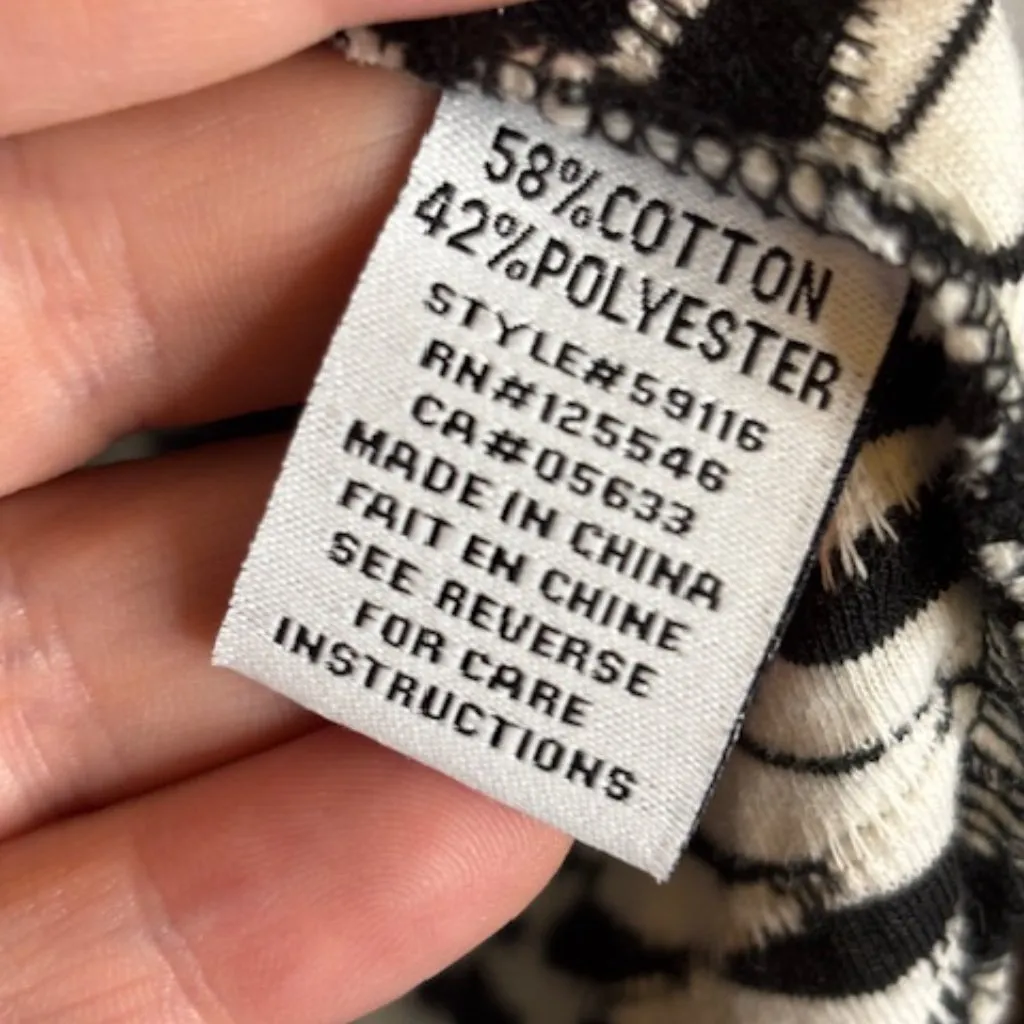 58%COTTON
42%POLYESTER
STYLE#59116
RN#125546
CA#05633
MADE IN CHINA
FAIT EN CHINE
SEE REVERSE
FOR CARE
INSTRUCTIONS